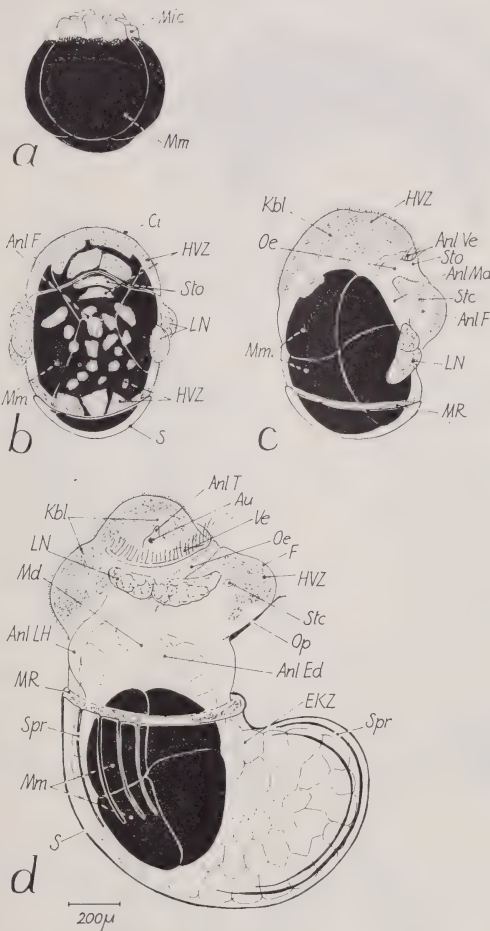 Mic
Mm
a
Ci
Anl F
HVZ
Sto
LN
Mm
HVZ
S
b
Kbl
HVZ
Oe
Anl Ve
Sto
Anl Md
Stc
Anl F
Mm.
LN
MR
c
Anl T
Kbl
Au
Ve
LN
Oe
F
Md
HVZ
Stc
Anl LH
Op
Anl Ed
MR
EKZ
Spr
Spr
Mm
S
d
200µ